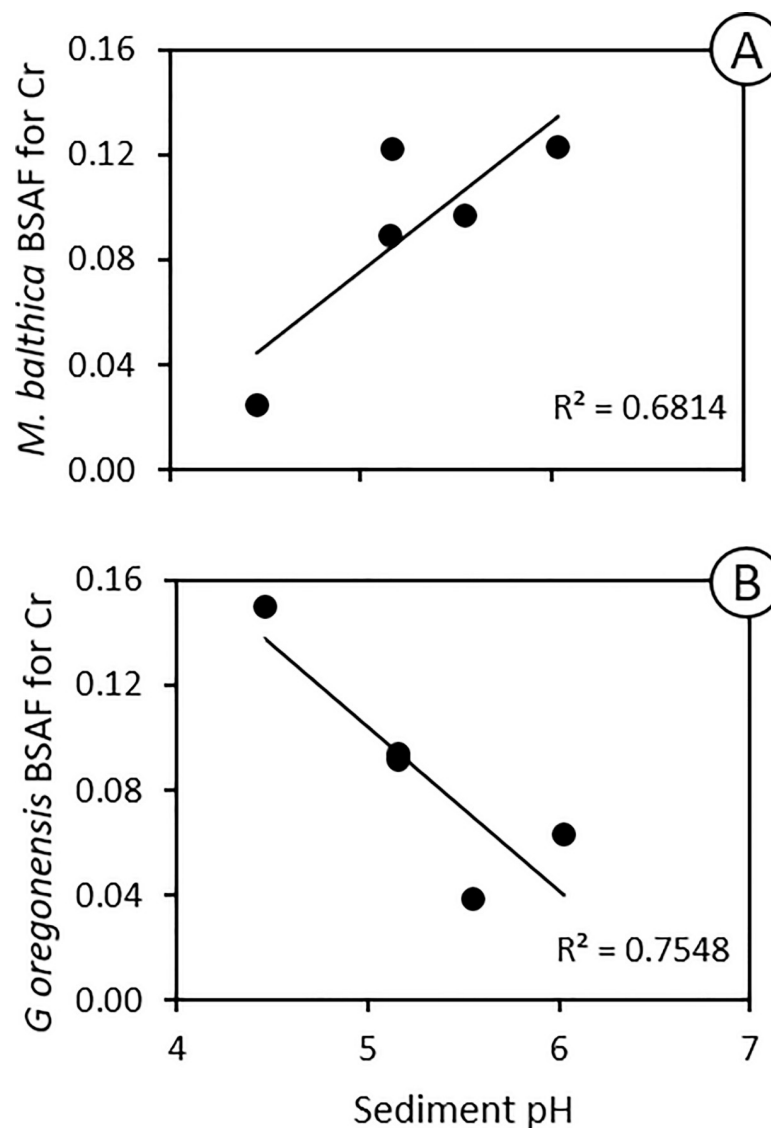 A
M. balthica BSAF for Cr
0.16
0.12
0.08
0.04
0.00
R² = 0.6814
B
G oregonensis BSAF for Cr
0.16
0.12
0.08
0.04
0.00
R² = 0.7548
4 5 6 7
Sediment pH